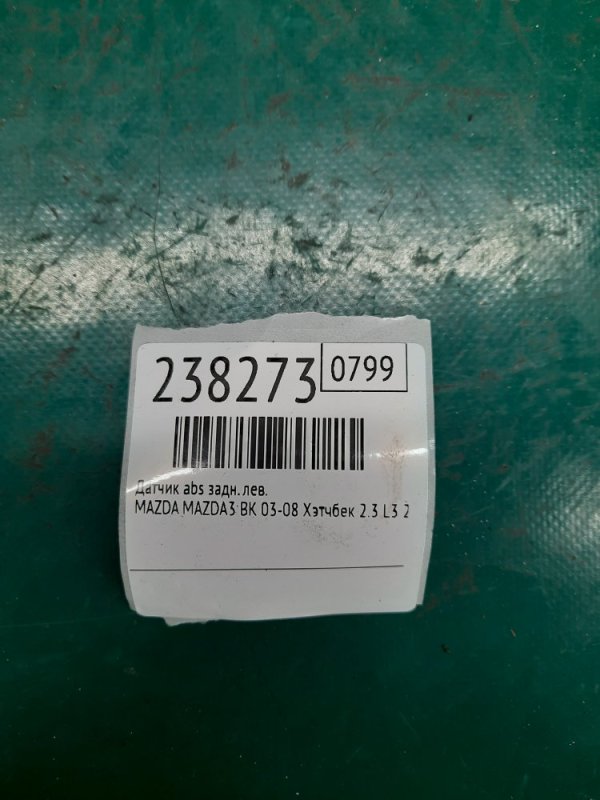 238273 0799
Датчик abs задн.лев.
MAZDA MAZDA3 BK 03-08 Хэтчбек 2.3 L3 2